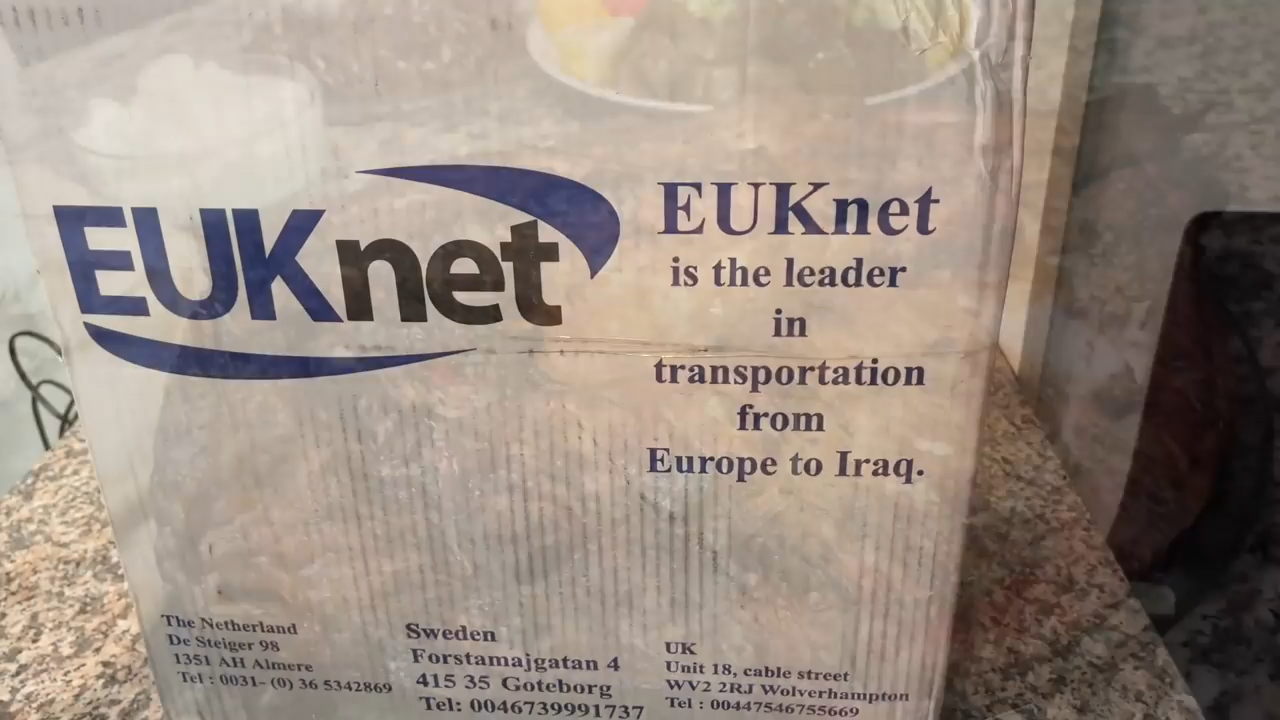 EUKnet
EUKnet
is the leader
in
transportation
from
Europe to Iraq.
The Netherland
De Steiger 98
1351 AH Almere
Tel : 0031- (0) 36 5342869
Sweden
Forstamajgatan 4
415 35 Goteborg
Tel: 0046739991737
UK
Unit 18, cable street
WV2 2RJ Wolverhampton
Tel : 00447546755669